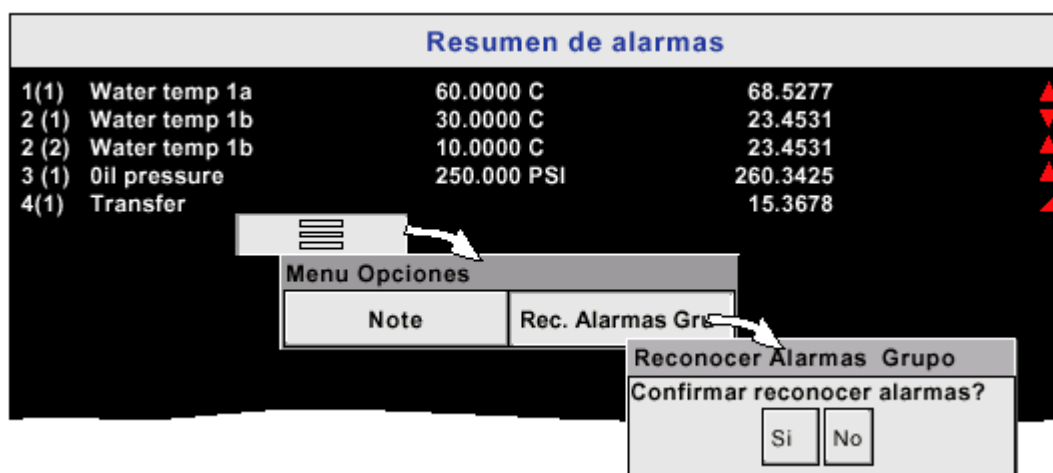 Resumen de alarmas
1(1) Water temp 1a 60.0000 C 68.5277
2 (1) Water temp 1b 30.0000 C 23.4531
2 (2) Water temp 1b 10.0000 C 23.4531
3 (1) 0il pressure 250.000 PSI 260.3425
4(1) Transfer 15.3678
Menu Opciones
Note Rec. Alarmas Gru
Reconocer Alarmas Grupo
Confirmar reconocer alarmas?
Si No